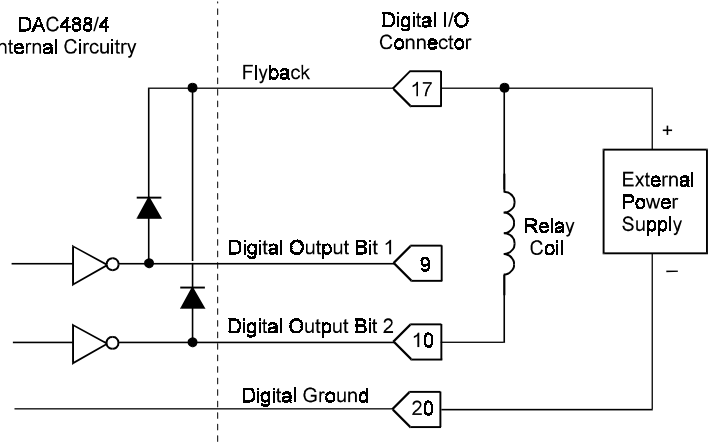 DAC488/4
nternal Circuitry
Digital I/O
Connector
Flyback
17
+
External
Power
Supply
Relay
Coil
Digital Output Bit 1
9
–
Digital Output Bit 2
10
Digital Ground
20